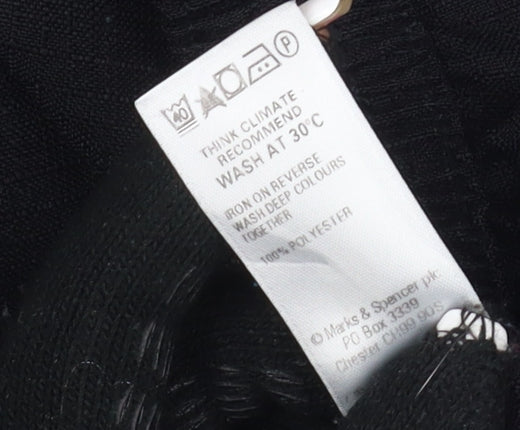 40 P
THINK CLIMATE
RECOMMEND
WASH AT 30°C
IRON ON REVERSE
WASH DEEP COLOURS
TOGETHER
100% POLYESTER
© Marks & Spencer plc
PO Box 3339
Chester CH99 9QS